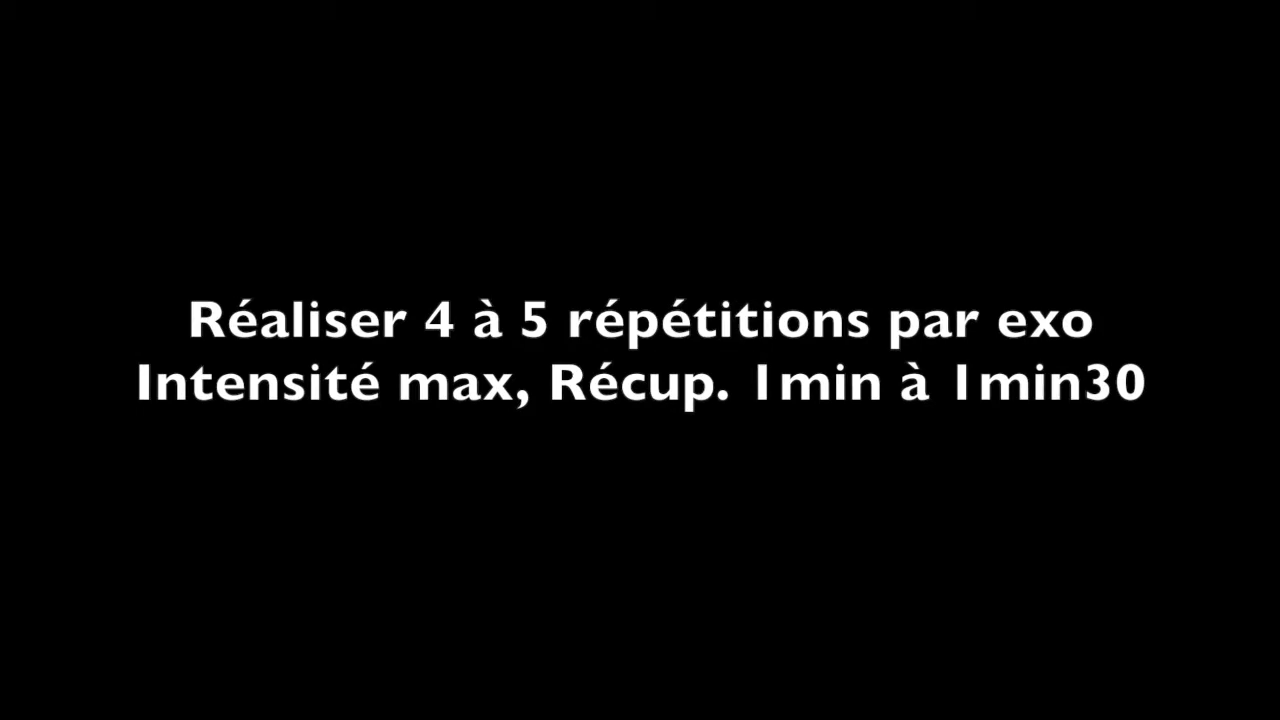 Réaliser 4 à 5 répétitions par exo
Intensité max, Récup. 1min à 1min30